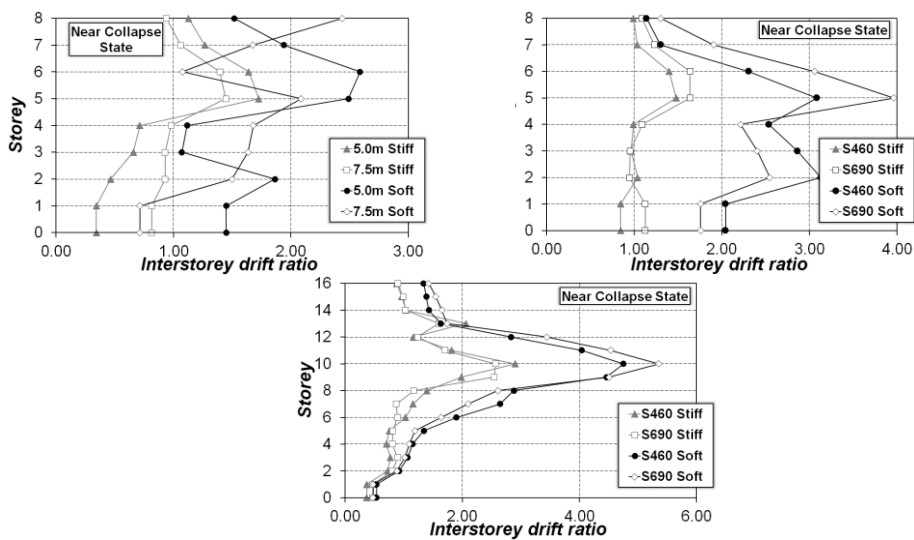 8
7
6
5
4
3
2
1
0
Storey
Near Collapse
State
5.0m Stiff
7.5m Stiff
5.0m Soft
7.5m Soft
0.00 1.00 2.00 3.00
Interstorey drift ratio
8
7
6
5
4
3
2
1
0
Near Collapse State
S460 Stiff
S690 Stiff
S460 Soft
S690 Soft
0.00 1.00 2.00 3.00 4.00
Interstorey drift ratio
16
14
12
10
8
6
4
2
0
Storey
Near Collapse State
S460 Stiff
S690 Stiff
S460 Soft
S690 Soft
0.00 2.00 4.00 6.00
Interstorey drift ratio